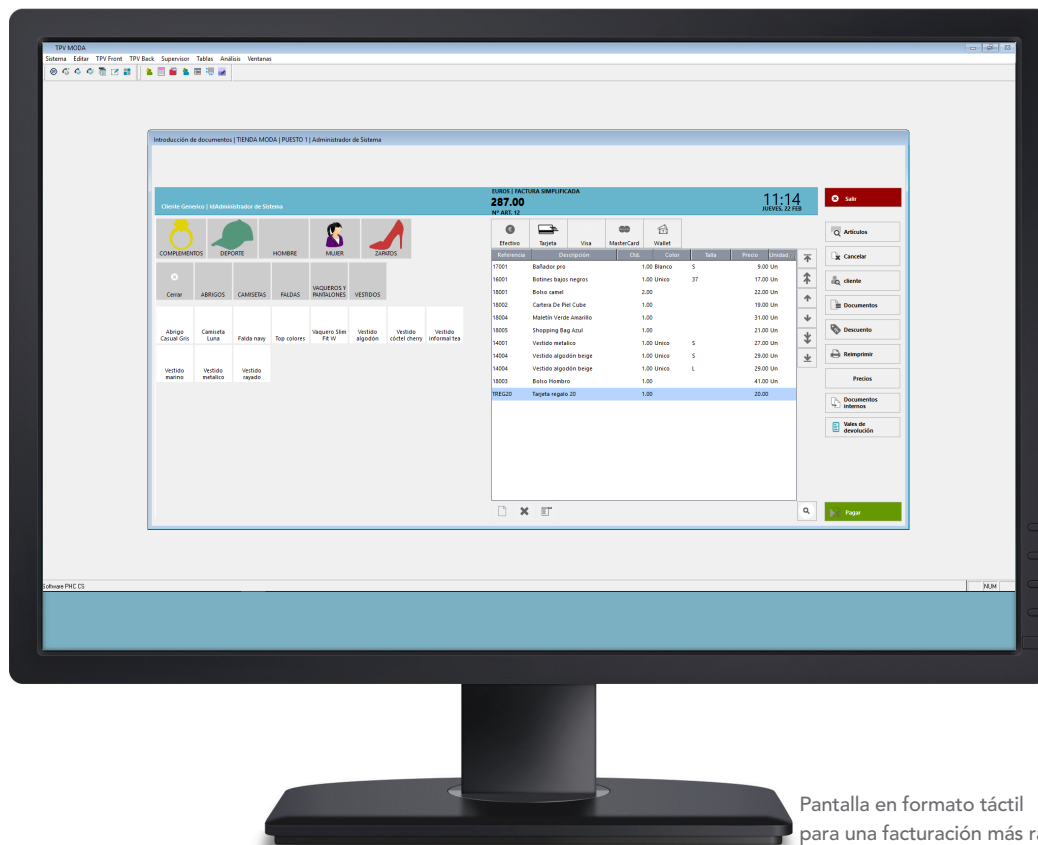 TPV MODA
Sistema Editar TPV Front TPV Back Supervisor Tablas Análisis Ventanas
Introducción de documentos | TIENDA MODA | PUESTO 1 | Administrador de Sistema
EUROS | FACTURA SIMPLIFICADA
287.00
Nº ART. 12
Cliente Generico | IdAdministrador de Sistema
11:14
JUEVES, 22 FEB
Salir
COMPLEMENTOS DEPORTE HOMBRE MUJER ZAPATOS
Cerrar ABRIGOS CAMISETAS FALDAS VAQUEROS Y PANTALONES VESTIDOS
Abrigo Casual Gris
Camiseta Luna
Falda navy
Top colores
Vaquero Slim Fit W
Vestido algodón
Vestido cóctel cherry
Vestido informal tea
Vestido marino
Vestido metalico
Vestido rayado
Efectivo Tarjeta Visa MasterCard Wallet
Referencia Descripción Ctd. Color Talla Precio Unidad.
17001 Bañador pro 1.00 Blanco S 9.00 Un
16001 Botines bajos negros 1.00 Unico 37 17.00 Un
18001 Bolso camel 2.00 22.00 Un
18002 Cartera De Piel Cube 1.00 19.00 Un
18004 Maletín Verde Amarillo 1.00 31.00 Un
18005 Shopping Bag Azul 1.00 21.00 Un
14001 Vestido metalico 1.00 Unico S 27.00 Un
14004 Vestido algodón beige 1.00 Unico S 29.00 Un
14004 Vestido algodón beige 1.00 Unico L 29.00 Un
18003 Bolso Hombro 1.00 41.00 Un
TREG20 Tarjeta regalo 20 1.00 20.00
Artículos
Cancelar
cliente
Documentos
Descuento
Reimprimir
Precios
Documentos internos
Vales de devolución
Pagar
Software PHC CS
NUM
Pantalla en formato táctil
para una facturación más rá